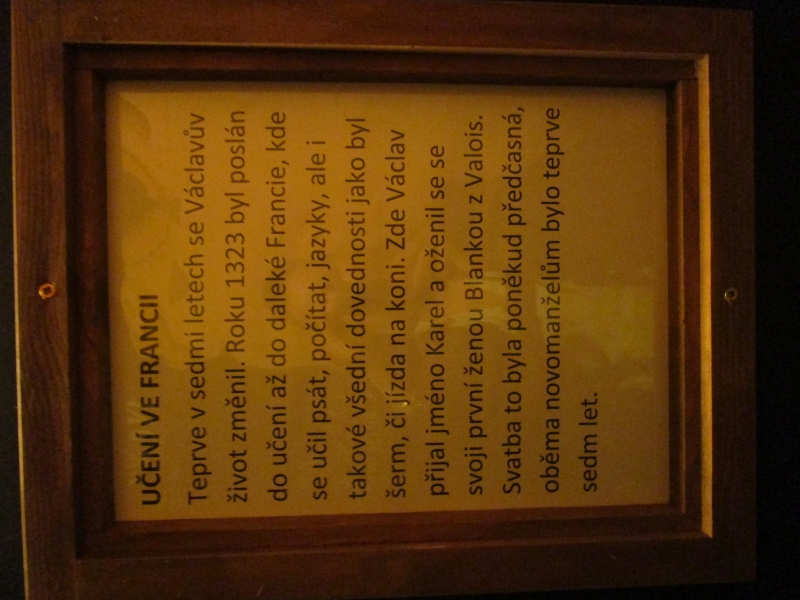 UČENÍ VE FRANCII
Teprve v sedmi letech se Václavův
život změnil. Roku 1323 byl poslán
do učení až do daleké Francie, kde
se učil psát, počítat, jazyky, ale i
takové všední dovednosti jako byl
šerm, či jízda na koni. Zde Václav
přijal jméno Karel a oženil se se
svoji první ženou Blankou z Valois.
Svatba to byla poněkud předčasná,
oběma novomanželům bylo teprve
sedm let.